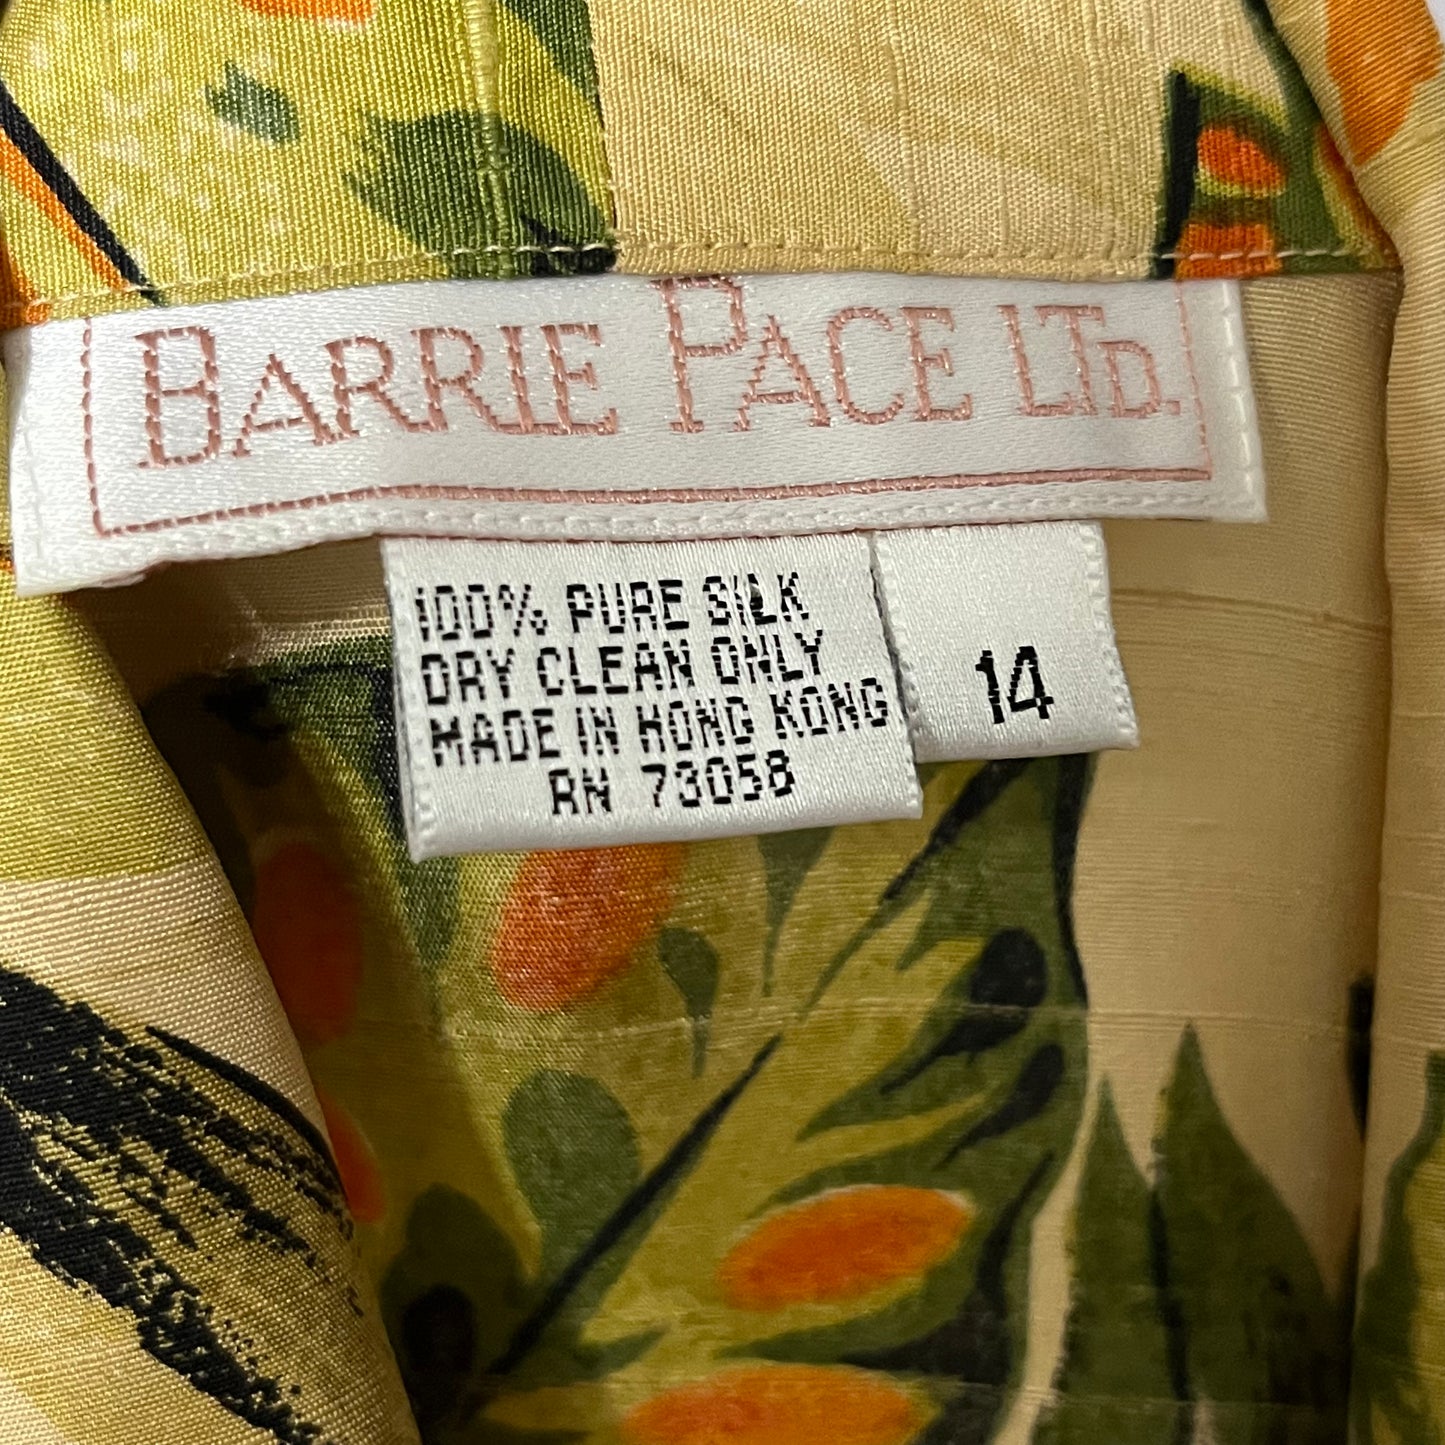 BARRIE PACE LTD.
100% PURE SILK
DRY CLEAN ONLY
MADE IN HONG KONG
RN 73058
14